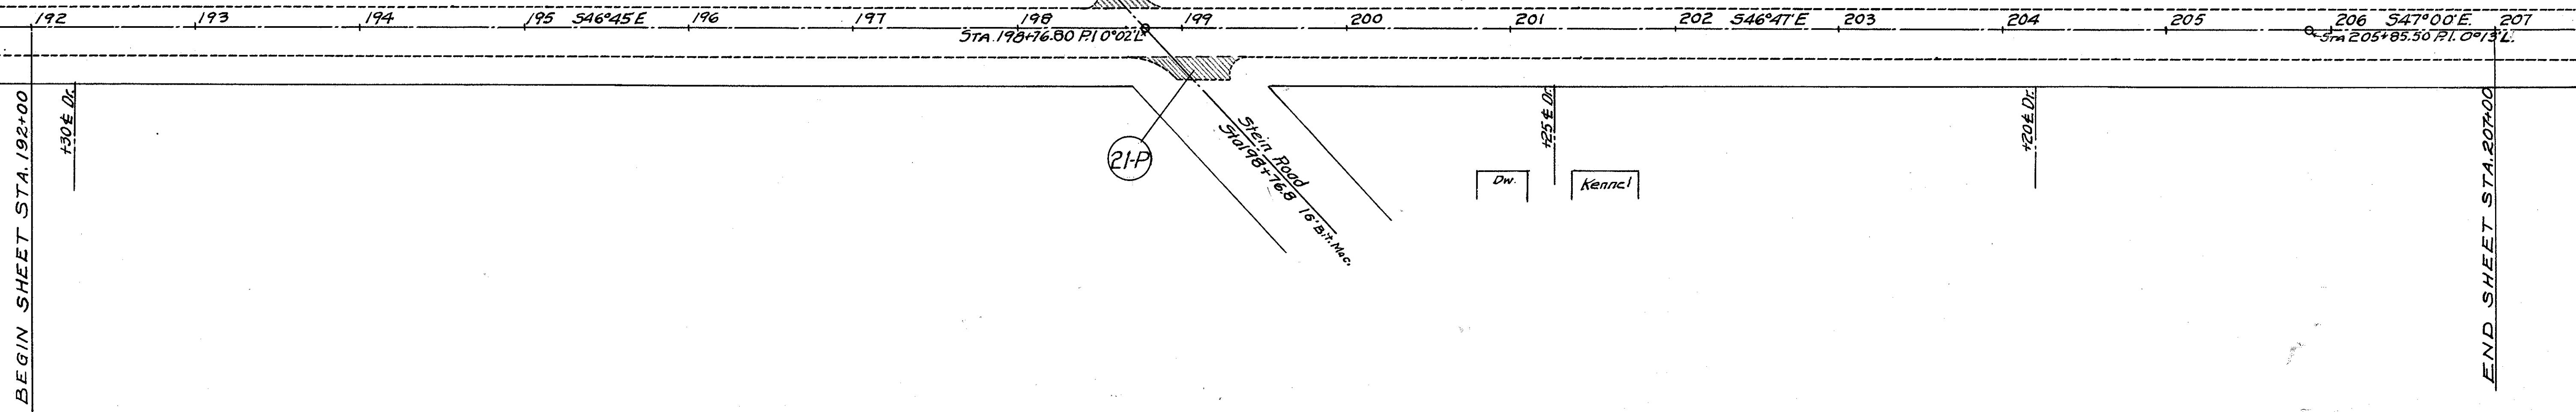 192 193 194 195 S46°45'E 196 197 198 199 200 201 202 S46°47'E 203 204 205 206 S47°00'E. 207
STA. 198+76.80 P.I 0°02'L
STA 205+85.50 P.I. 0°13'L.
BEGIN SHEET STA. 192+00
+30 ℄ Dr.
21-P
Stein Road
Sta 198+76.8 16' Bit. Mac.
+25 ℄ Dr.
Dw.
Kennel
+20 ℄ Dr.
END SHEET STA. 207+00